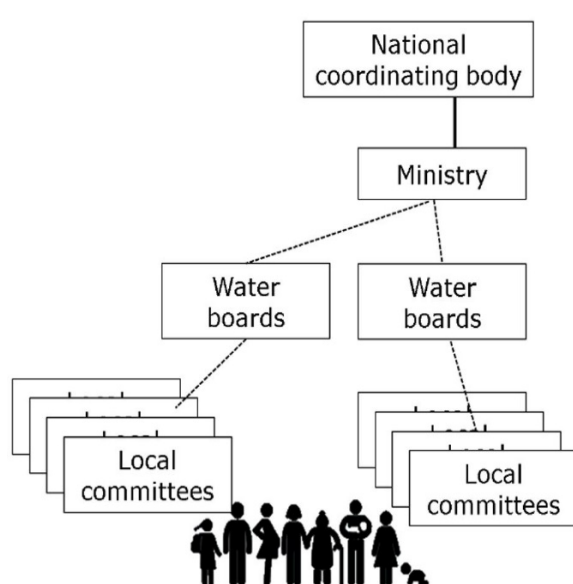 National
coordinating body
Ministry
Water
boards
Water
boards
Local
committees
Local
committees